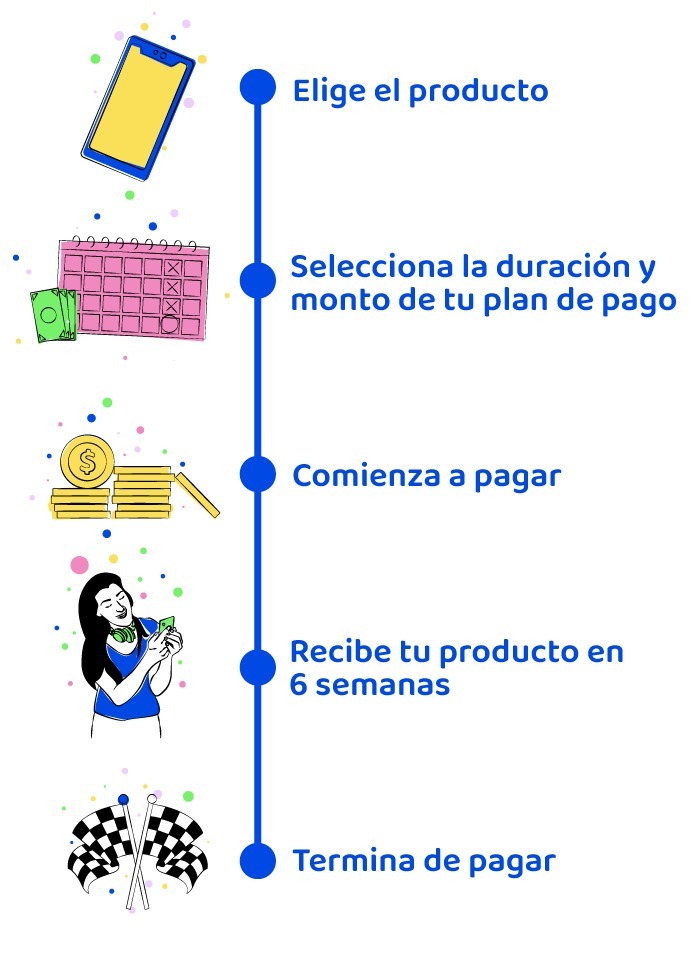 Elige el producto
Selecciona la duración y
monto de tu plan de pago
$
Comienza a pagar
Recibe tu producto en
6 semanas
Termina de pagar